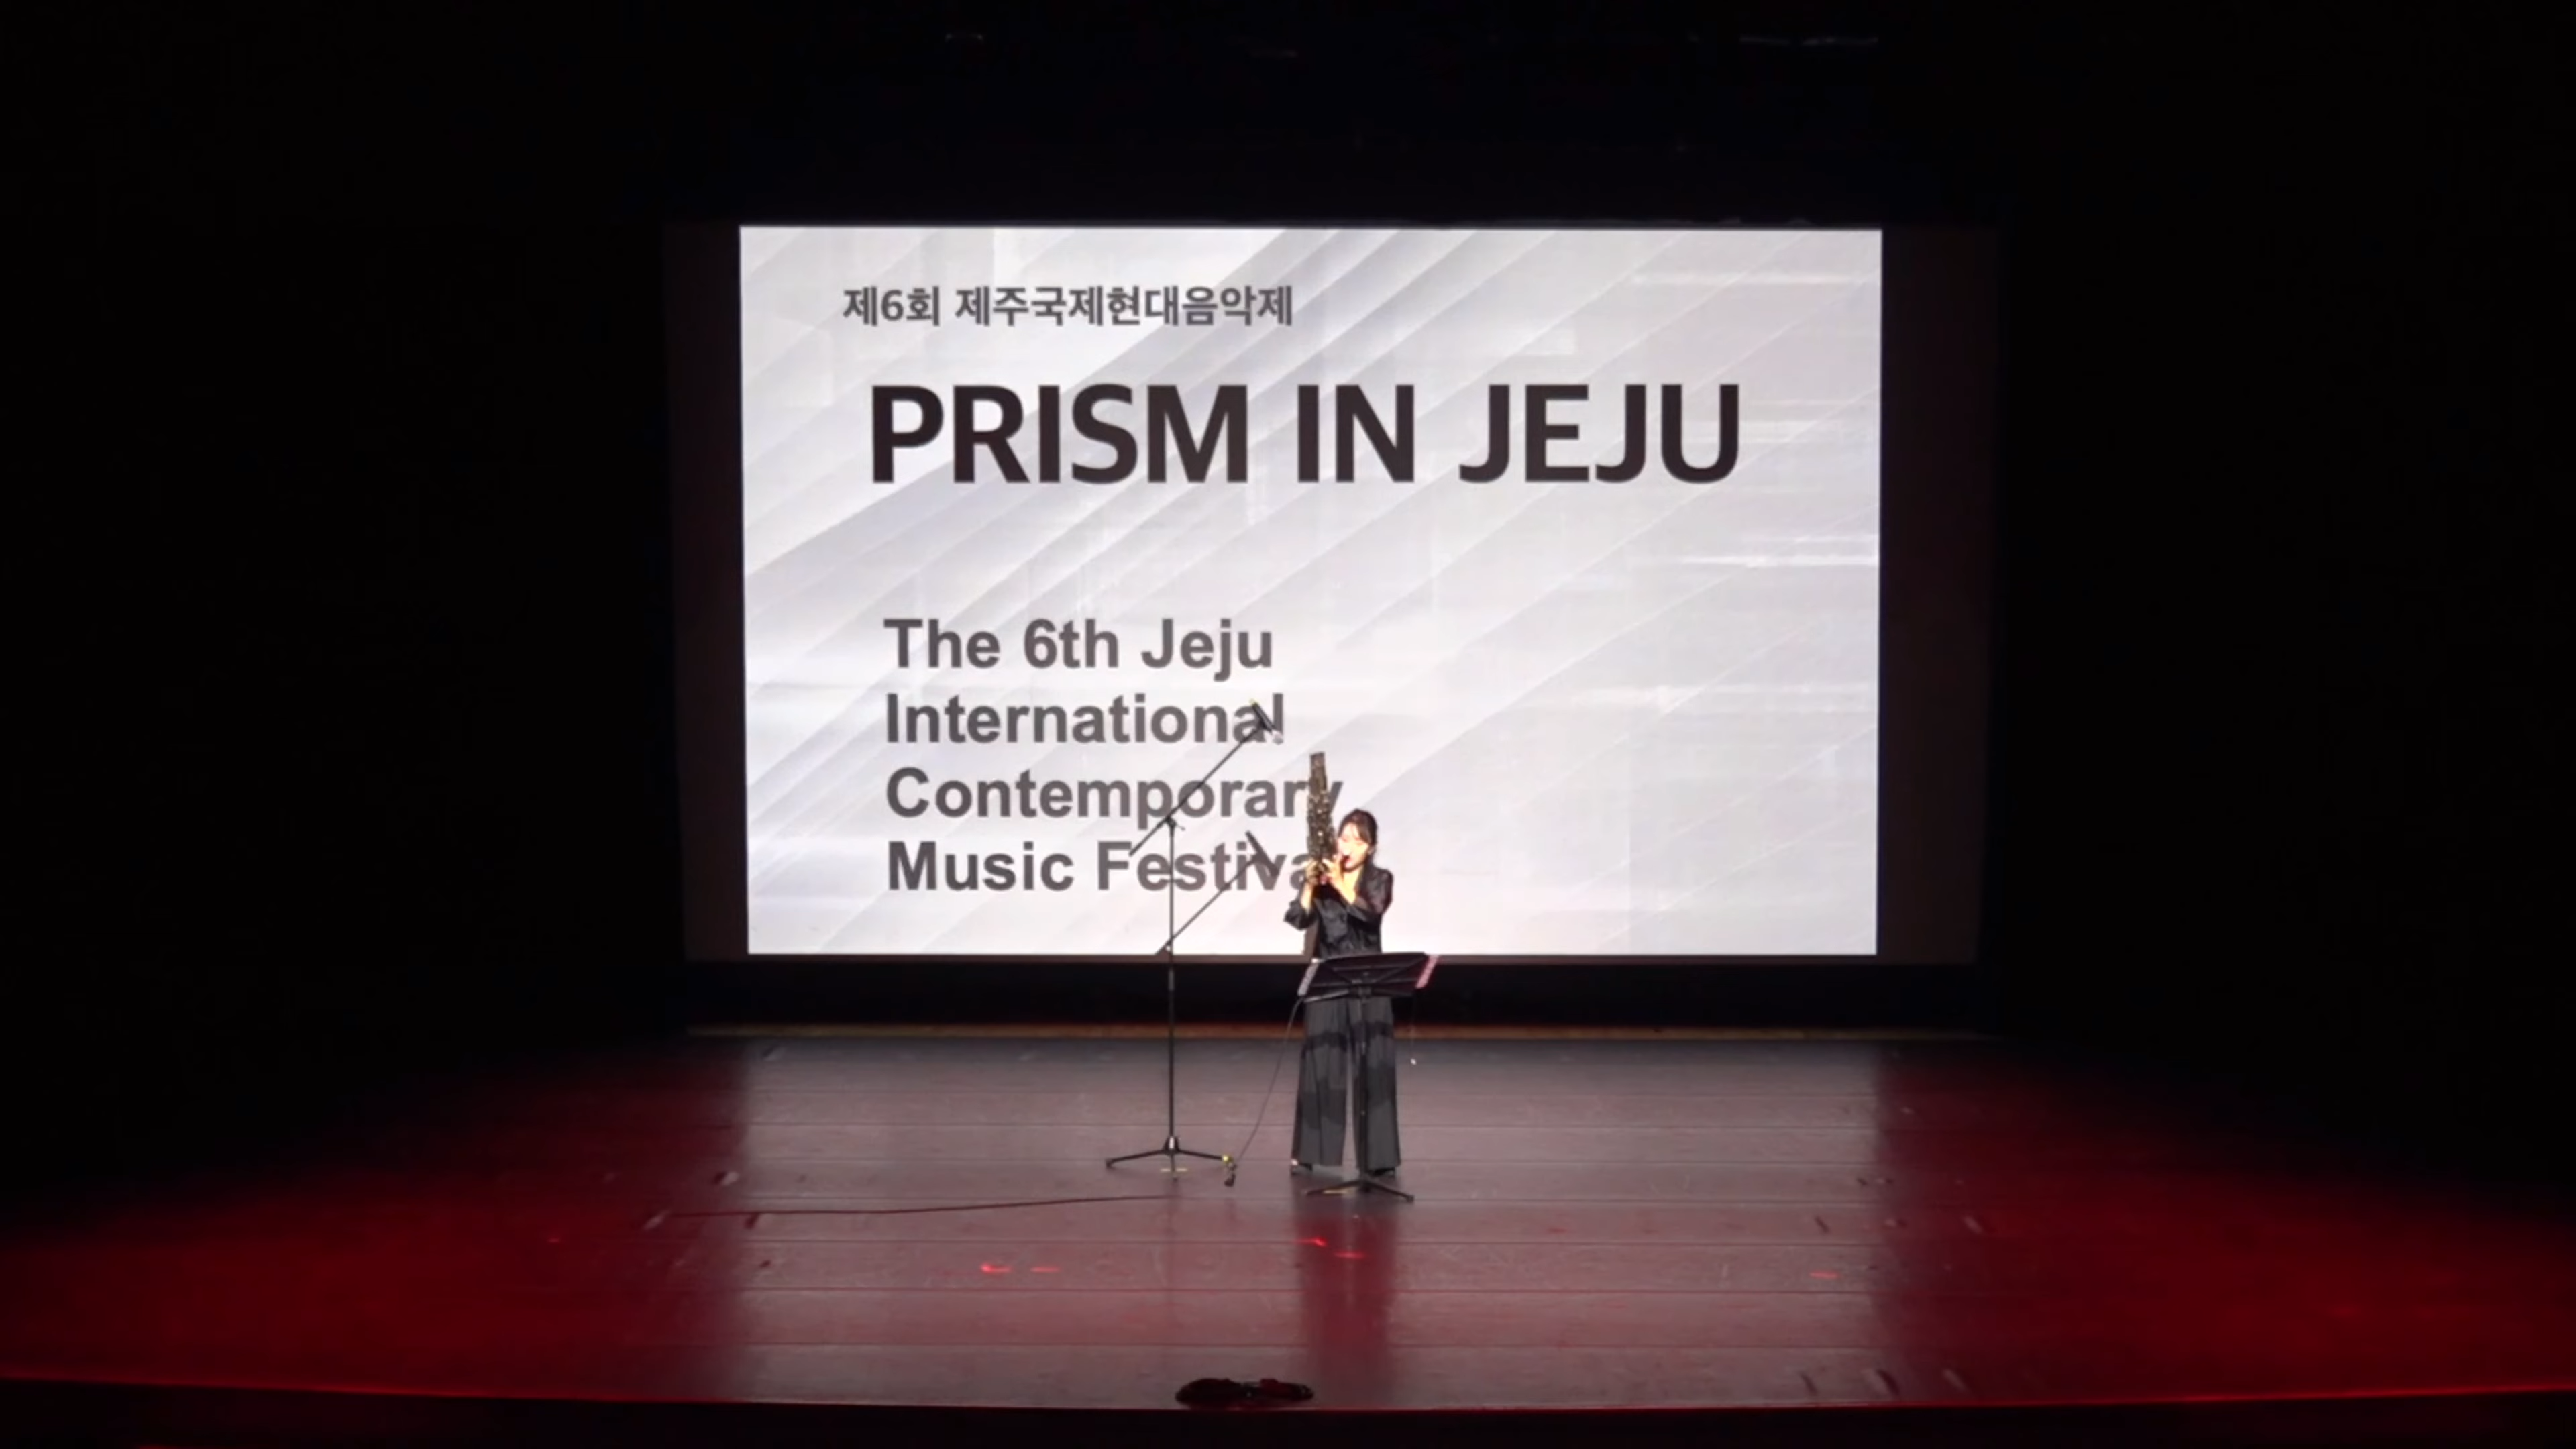 제6회 제주국제현대음악제
PRISM IN JEJU
The 6th Jeju
International
Contemporary
Music Festival